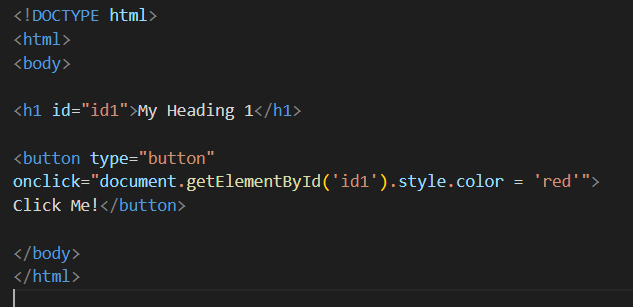 <!DOCTYPE html>
<html>
<body>
<h1 id="id1">My Heading 1</h1>
<button type="button"
onclick="document.getElementById('id1').style.color = 'red'">
Click Me!</button>
</body>
</html>